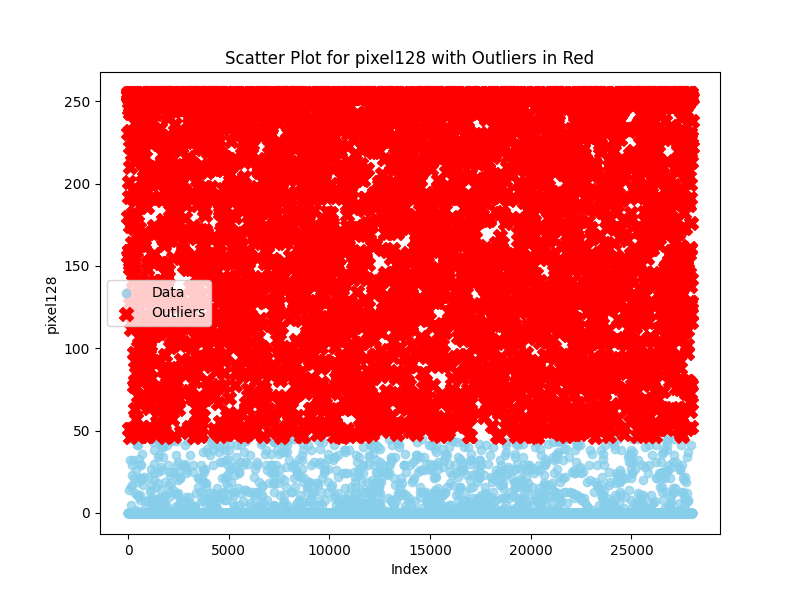 Scatter Plot for pixel128 with Outliers in Red
250
200
150
100
50
0
pixel128
Data
Outliers
0 5000 10000 15000 20000 25000
Index